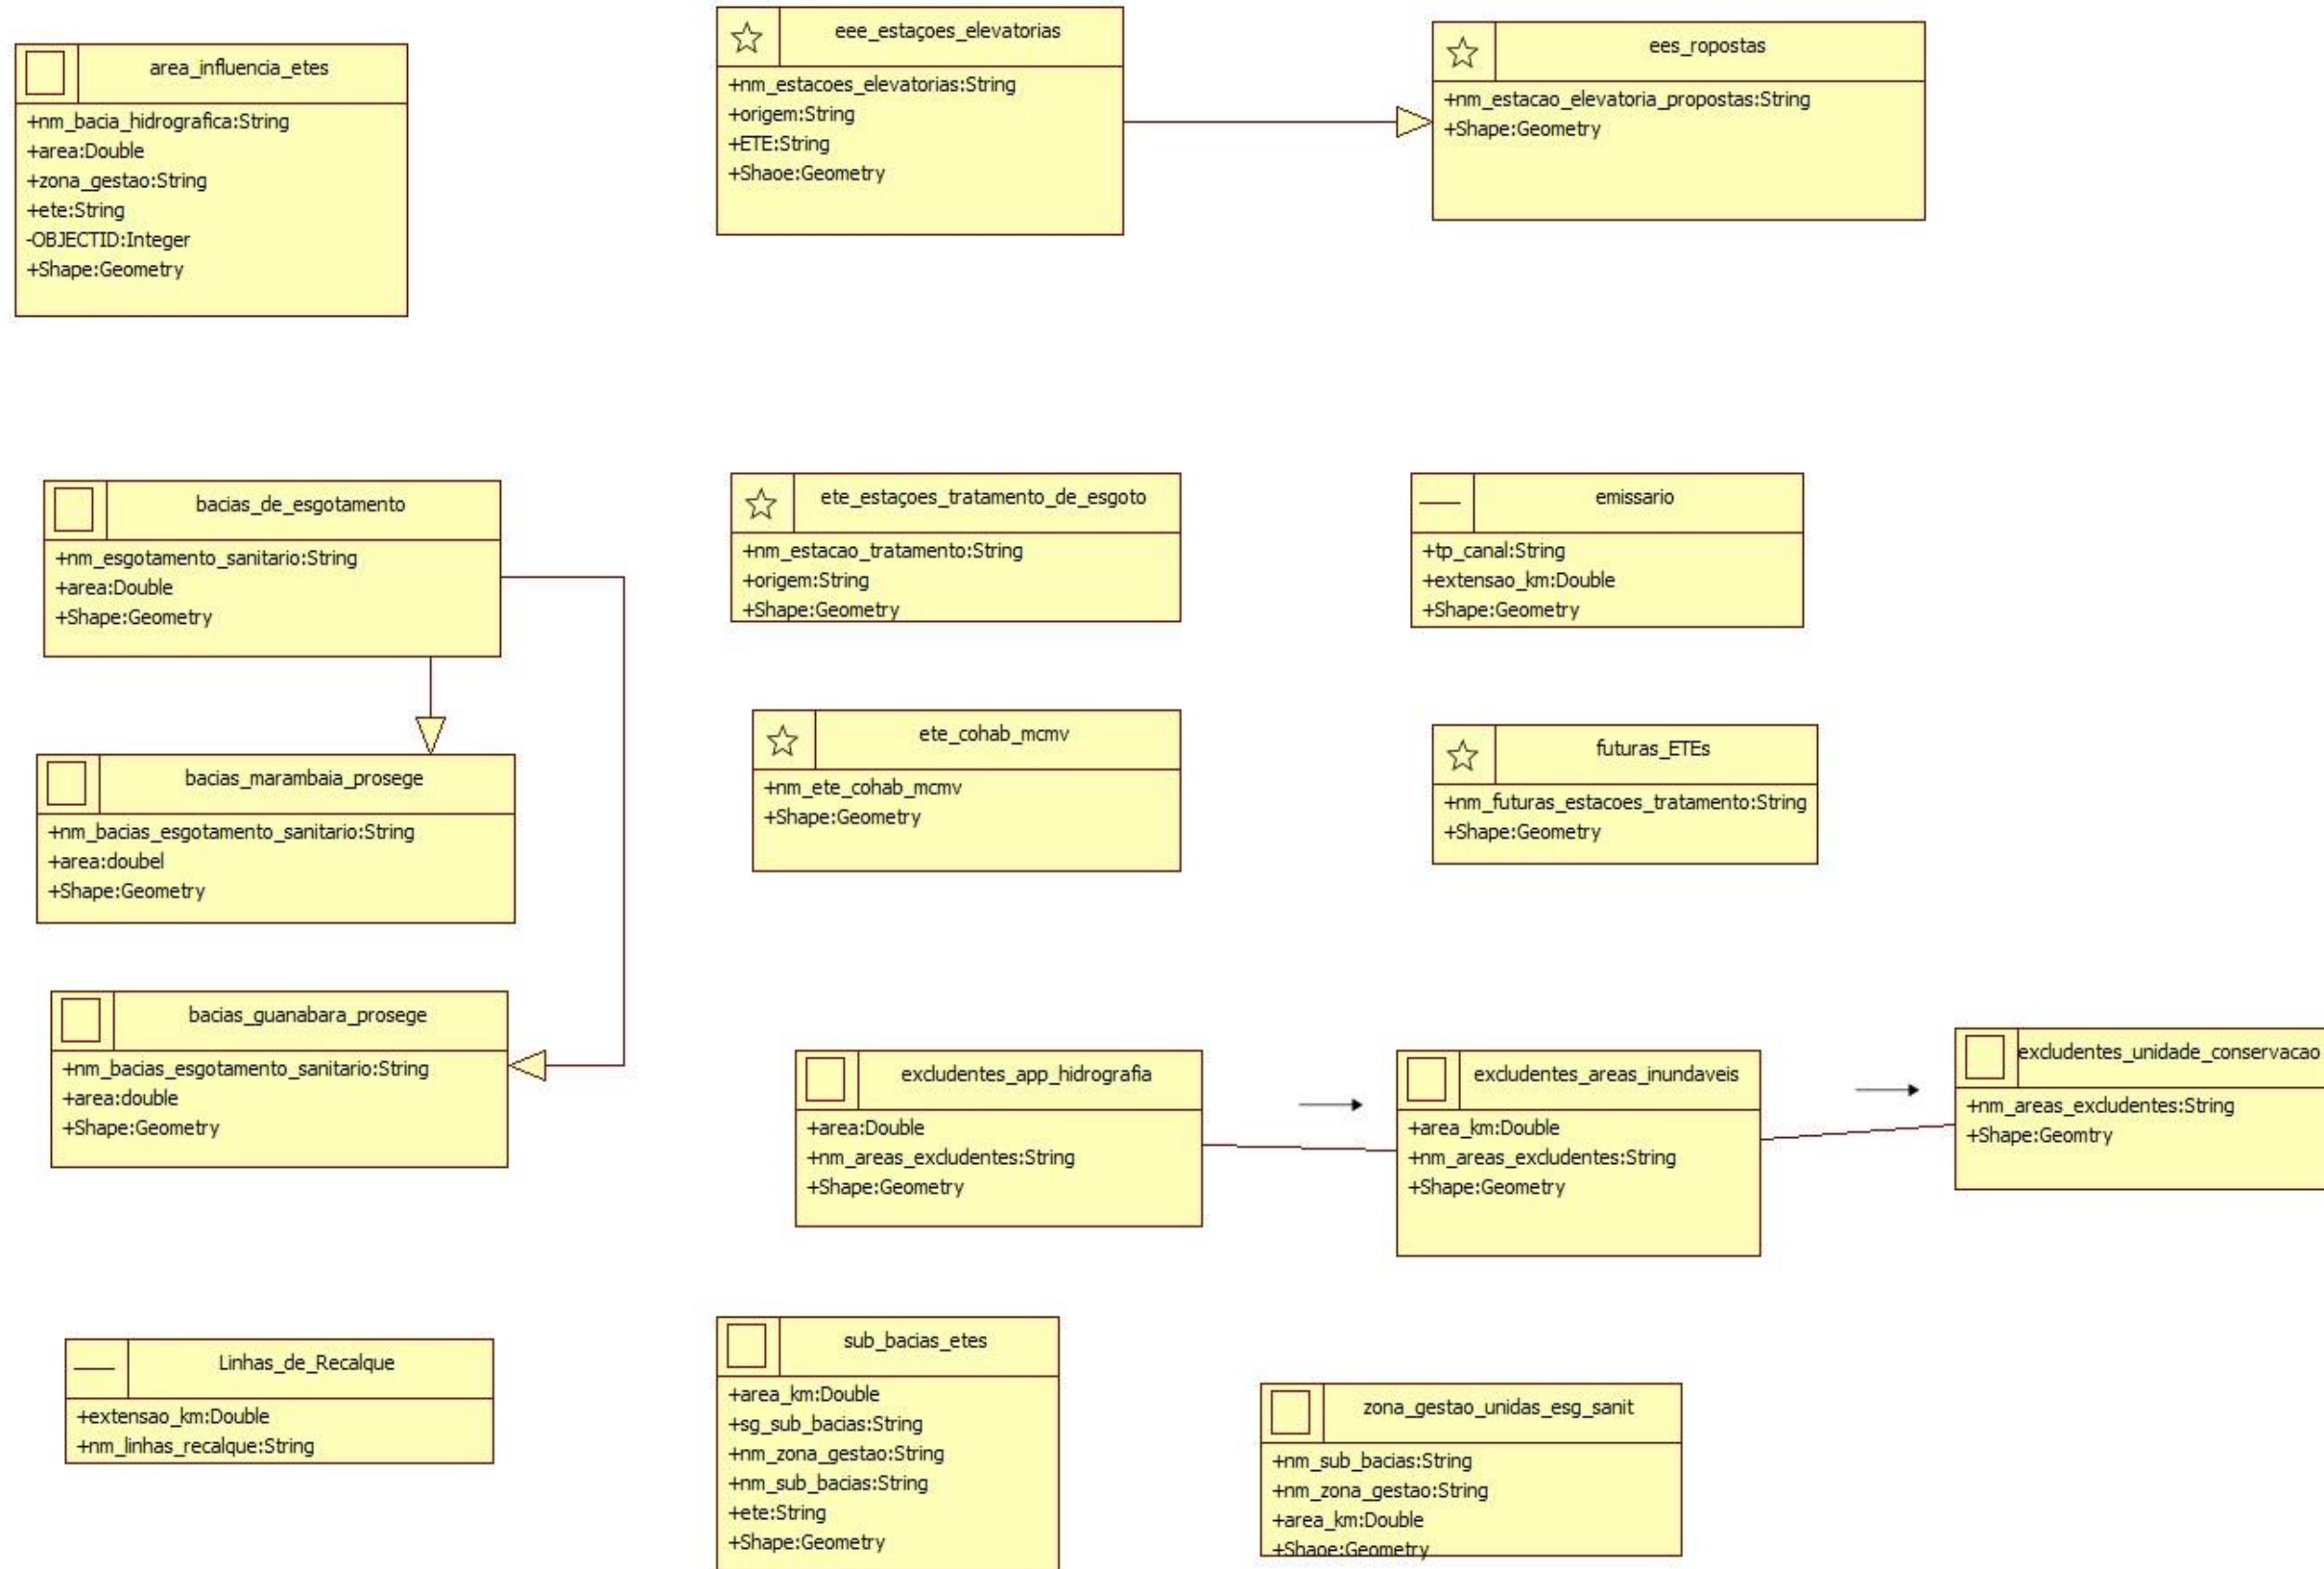 area_influencia_etes
+nm_bacia_hidrografica:String
+area:Double
+zona_gestao:String
+ete:String
-OBJECTID:Integer
+Shape:Geometry
eee_estaçoes_elevatorias
+nm_estacoes_elevatorias:String
+origem:String
+ETE:String
+Shaoe:Geometry
ees_ropostas
+nm_estacao_elevatoria_propostas:String
+Shape:Geometry
bacias_de_esgotamento
+nm_esgotamento_sanitario:String
+area:Double
+Shape:Geometry
ete_estaçoes_tratamento_de_esgoto
+nm_estacao_tratamento:String
+origem:String
+Shape:Geometry
emissario
+tp_canal:String
+extensao_km:Double
+Shape:Geometry
bacias_marambaia_prosege
+nm_bacias_esgotamento_sanitario:String
+area:doubel
+Shape:Geometry
ete_cohab_mcmv
+nm_ete_cohab_mcmv
+Shape:Geometry
futuras_ETEs
+nm_futuras_estacoes_tratamento:String
+Shape:Geometry
bacias_guanabara_prosege
+nm_bacias_esgotamento_sanitario:String
+area:double
+Shape:Geometry
excludentes_app_hidrografia
+area:Double
+nm_areas_excludentes:String
+Shape:Geometry
excludentes_areas_inundaveis
+area_km:Double
+nm_areas_excludentes:String
+Shape:Geometry
excludentes_unidade_conservacao
+nm_areas_excludentes:String
+Shape:Geomtry
Linhas_de_Recalque
+extensao_km:Double
+nm_linhas_recalque:String
sub_bacias_etes
+area_km:Double
+sg_sub_bacias:String
+nm_zona_gestao:String
+nm_sub_bacias:String
+ete:String
+Shape:Geometry
zona_gestao_unidas_esg_sanit
+nm_sub_bacias:String
+nm_zona_gestao:String
+area_km:Double
+Shaoe:Geometry